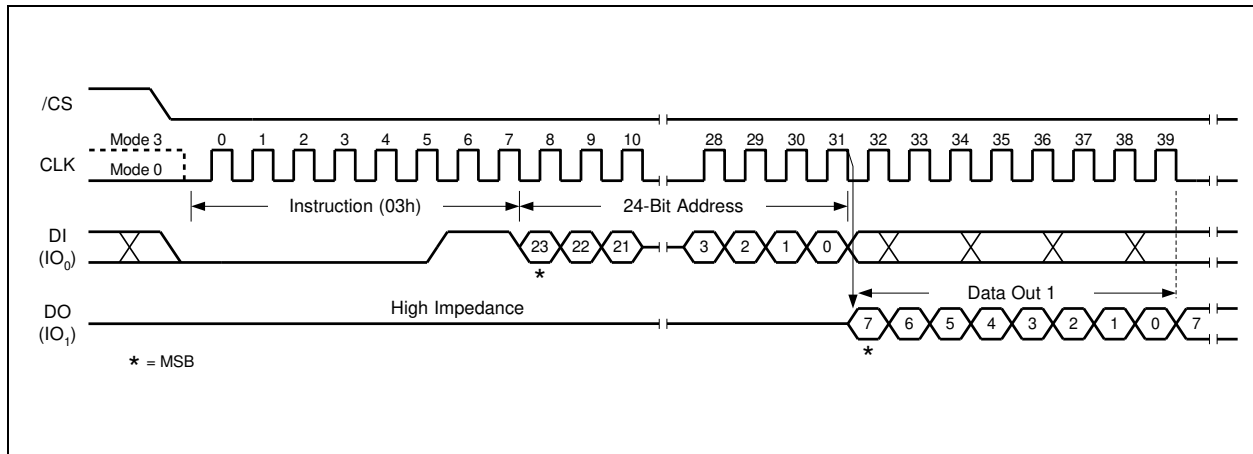 /CS
Mode 3
0 1 2 3 4 5 6 7 8 9 10 28 29 30 31 32 33 34 35 36 37 38 39
CLK
Mode 0
Instruction (03h)
24-Bit Address
DI
(IO0)
23 22 21 3 2 1 0
*
Data Out 1
High Impedance
DO
(IO1)
7 6 5 4 3 2 1 0 7
*
* = MSB